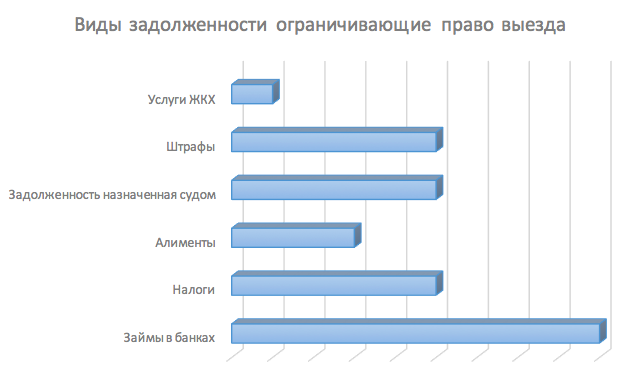 Виды задолженности ограничивающие право выезда
Услуги ЖКХ
Штрафы
Задолженность назначенная судом
Алименты
Налоги
Займы в банках